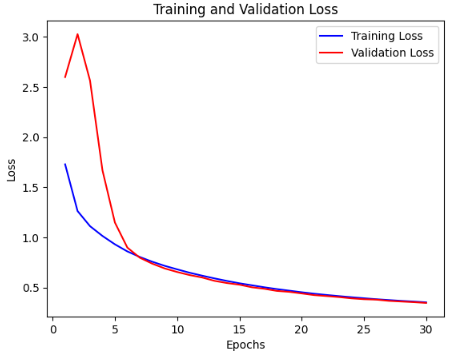 Training and Validation Loss
Training Loss
Validation Loss
3.0
2.5
2.0
1.5
1.0
0.5
Loss
0 5 10 15 20 25 30
Epochs